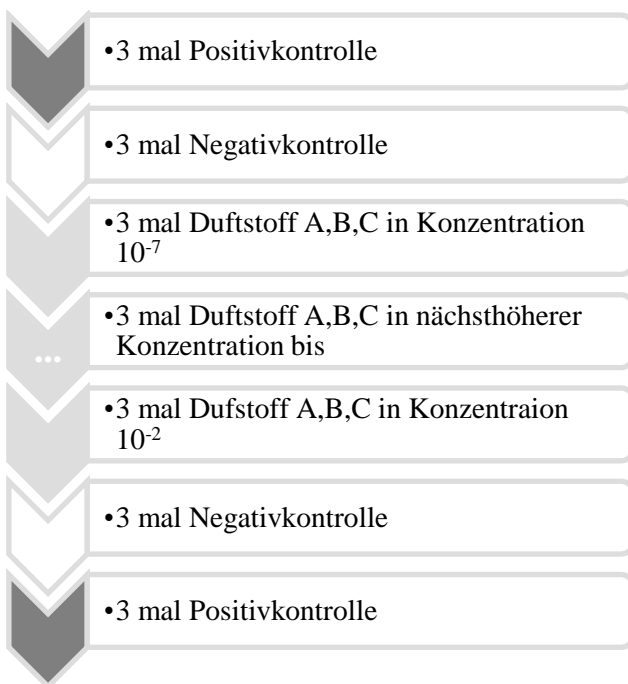 •3 mal Positivkontrolle
•3 mal Negativkontrolle
•3 mal Duftstoff A,B,C in Konzentration
10-7
•3 mal Duftstoff A,B,C in nächsthöherer
Konzentration bis
...
•3 mal Dufstoff A,B,C in Konzentraion
10-2
•3 mal Negativkontrolle
•3 mal Positivkontrolle